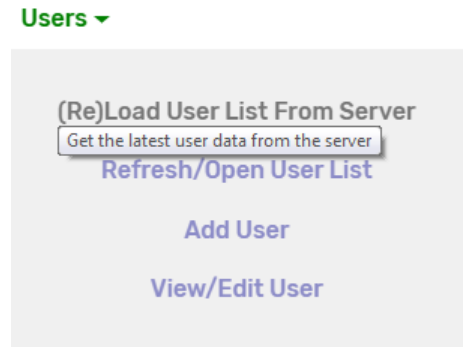 Users
(Re)Load User List From Server
Get the latest user data from the server
Refresh/Open User List
Add User
View/Edit User